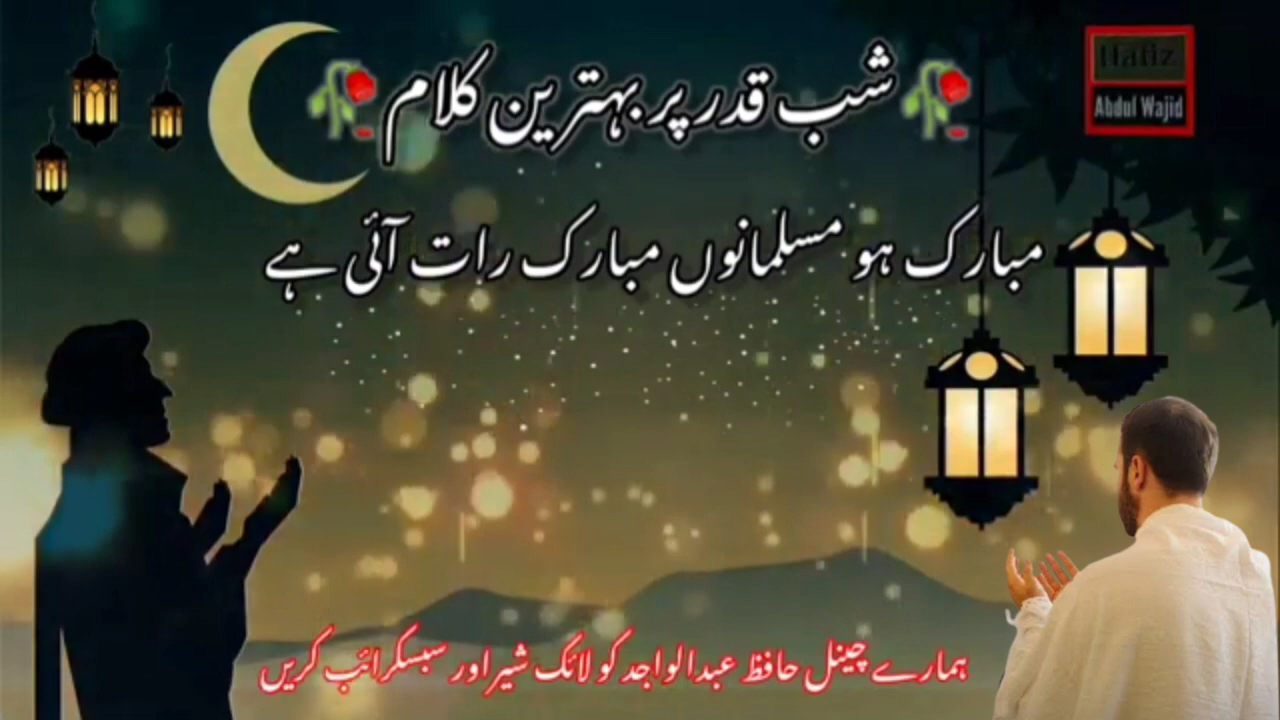 شب قدر پر بہترین کلام
Hafiz
Abdul Wajid
مبارک ہو مسلمانوں مبارک رات آئی ہے
ہمارے چینل حافظ عبدالواجد کو لائک شیر اور سبسکرائب کریں